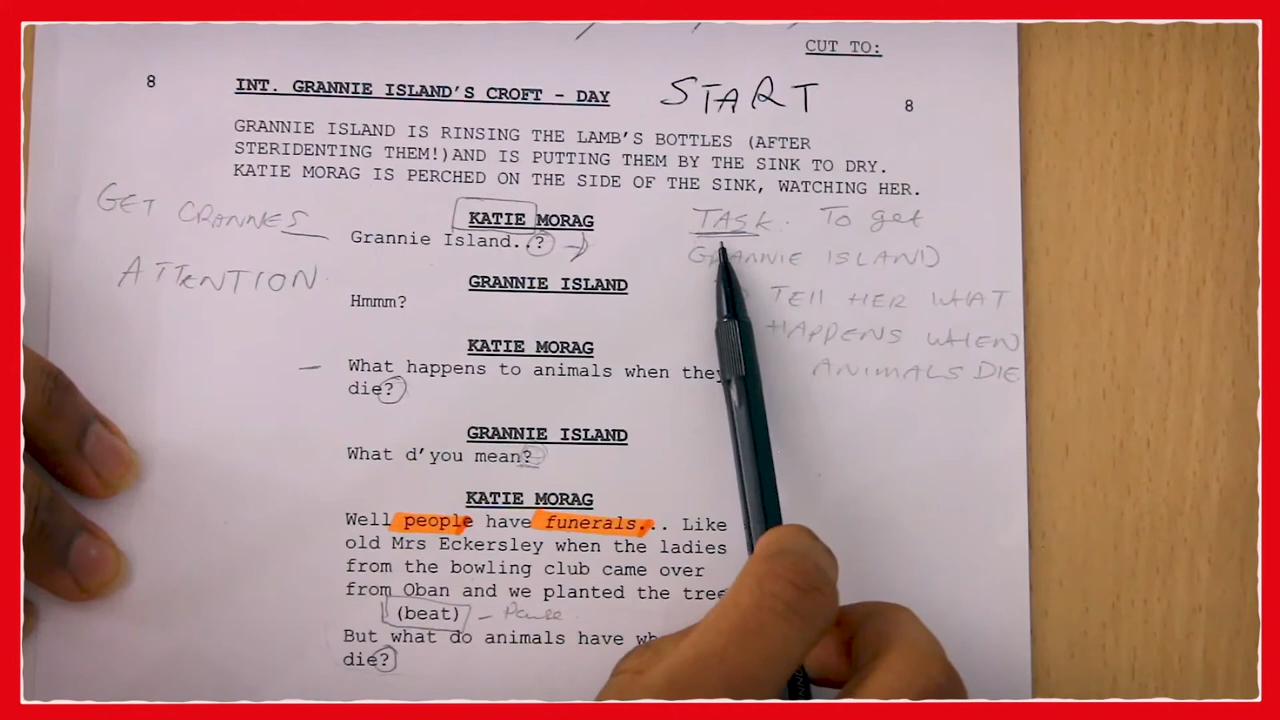 CUT TO:
8 INT. GRANNIE ISLAND'S CROFT - DAY START 8
GRANNIE ISLAND IS RINSING THE LAMB'S BOTTLES (AFTER
STERIDENTING THEM!)AND IS PUTTING THEM BY THE SINK TO DRY.
KATIE MORAG IS PERCHED ON THE SIDE OF THE SINK, WATCHING HER.
GET GRANNES
ATTENTION
KATIE MORAG
Grannie Island..?
TASK. To get
GRANNIE ISLAND
TELL HER WHAT
HAPPENS WHEN
ANIMALS DIE
GRANNIE ISLAND
Hmmm?
KATIE MORAG
What happens to animals when they
die?
GRANNIE ISLAND
What d'you mean?
KATIE MORAG
Well people have funerals... Like
old Mrs Eckersley when the ladies
from the bowling club came over
from Oban and we planted the tree
(beat) - Pause
But what do animals have
die?